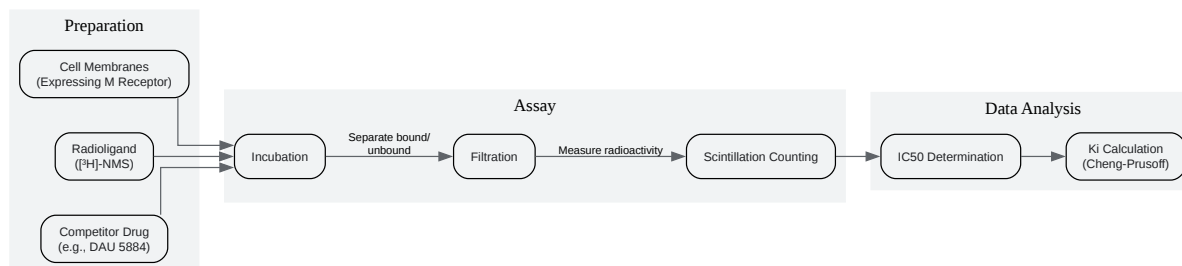 Preparation
Cell Membranes
(Expressing M Receptor)
Radioligand
([³H]-NMS)
Competitor Drug
(e.g., DAU 5884)
Assay
Incubation
Separate bound/
unbound
Filtration
Measure radioactivity
Scintillation Counting
Data Analysis
IC50 Determination
Ki Calculation
(Cheng-Prusoff)